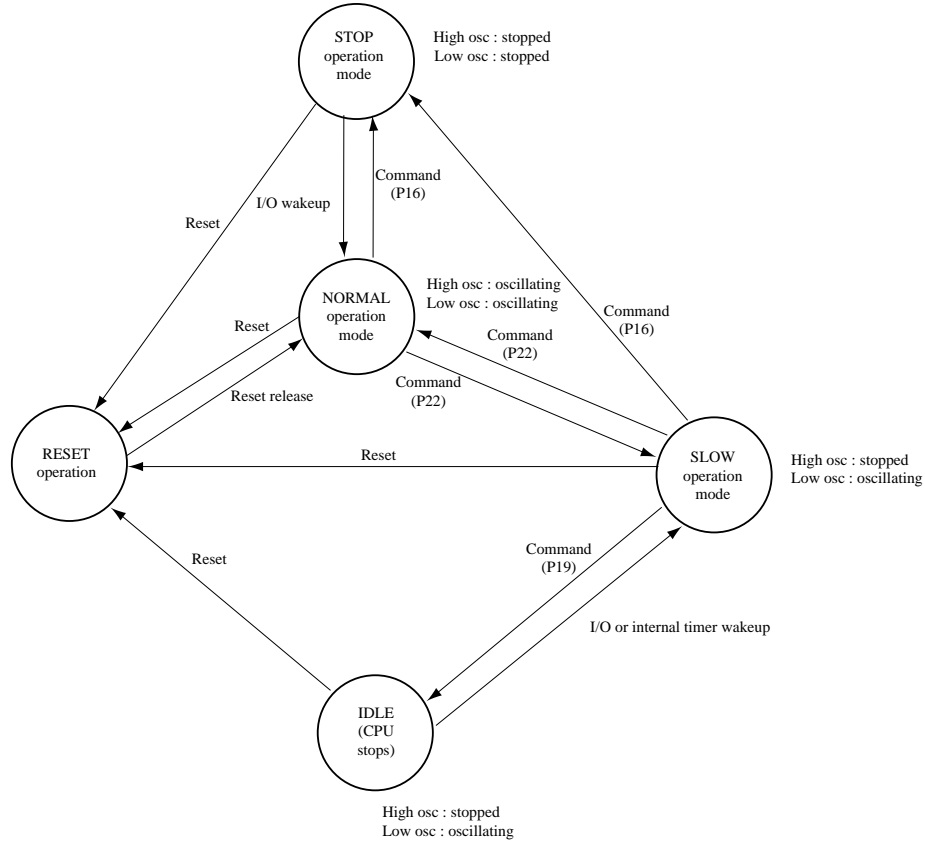 STOP
operation
mode
High osc : stopped
Low osc : stopped
Reset
I/O wakeup
Command
(P16)
NORMAL
operation
mode
High osc : oscillating
Low osc : oscillating
Command
(P16)
Reset
Reset release
Command
(P22)
Command
(P22)
RESET
operation
Reset
SLOW
operation
mode
High osc : stopped
Low osc : oscillating
Reset
Command
(P19)
I/O or internal timer wakeup
IDLE
(CPU
stops)
High osc : stopped
Low osc : oscillating